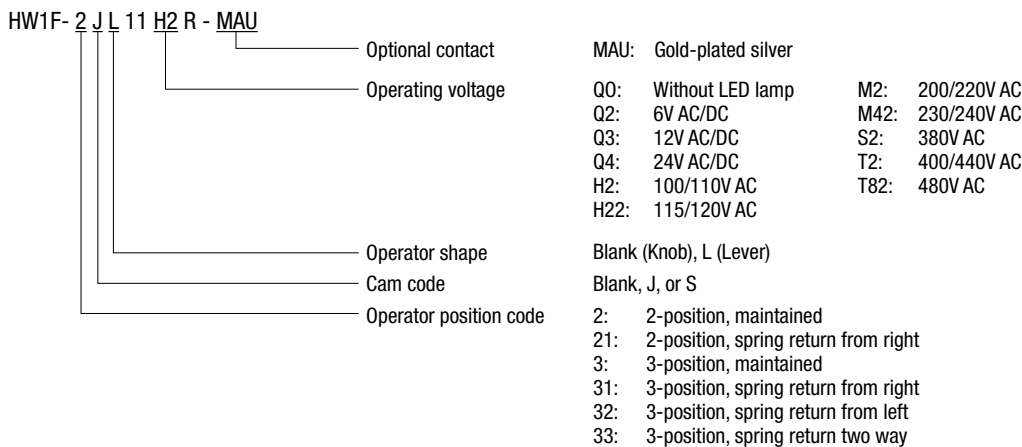 HW1F- 2 J L 11 H2 R - MAU
Optional contact MAU: Gold-plated silver
Operating voltage Q0: Without LED lamp M2: 200/220V AC
Q2: 6V AC/DC M42: 230/240V AC
Q3: 12V AC/DC S2: 380V AC
Q4: 24V AC/DC T2: 400/440V AC
H2: 100/110V AC T82: 480V AC
H22: 115/120V AC
Operator shape Blank (Knob), L (Lever)
Cam code Blank, J, or S
Operator position code 2: 2-position, maintained
21: 2-position, spring return from right
3: 3-position, maintained
31: 3-position, spring return from right
32: 3-position, spring return from left
33: 3-position, spring return two way